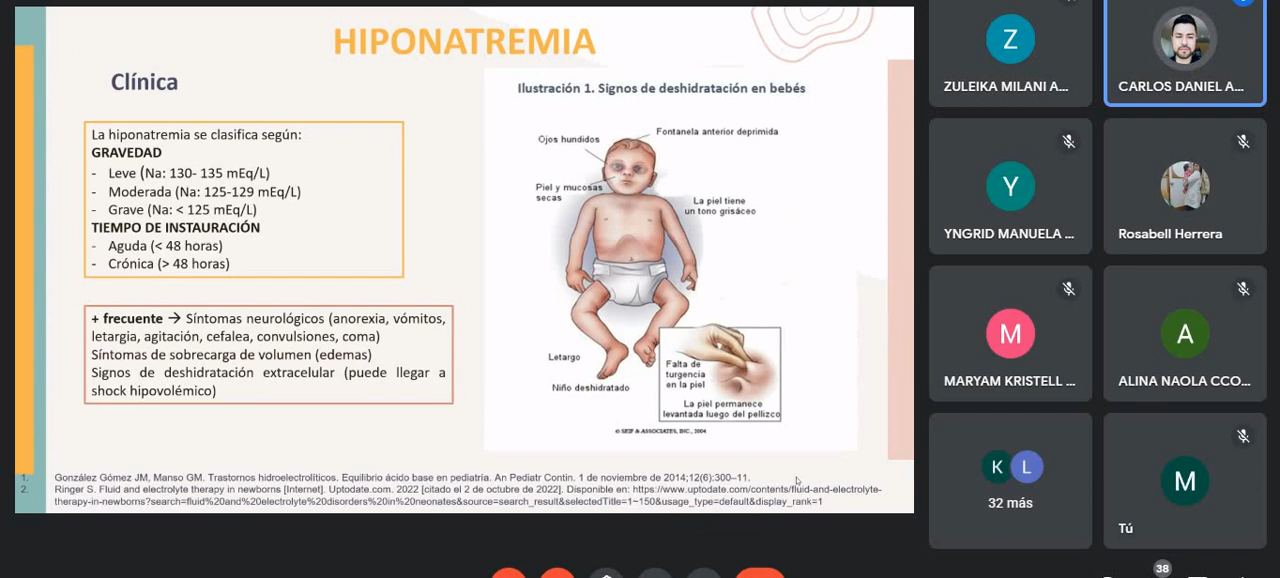 HIPONATREMIA
Clínica
La hiponatremia se clasifica según:
GRAVEDAD
- Leve (Na: 130- 135 mEq/L)
- Moderada (Na: 125-129 mEq/L)
- Grave (Na: < 125 mEq/L)
TIEMPO DE INSTAURACIÓN
- Aguda (< 48 horas)
- Crónica (> 48 horas)
+ frecuente → Síntomas neurológicos (anorexia, vómitos,
letargia, agitación, cefalea, convulsiones, coma)
Síntomas de sobrecarga de volumen (edemas)
Signos de deshidratación extracelular (puede llegar a
shock hipovolémico)
Ilustración 1. Signos de deshidratación en bebés
Ojos hundidos
Fontanela anterior deprimida
Piel y mucosas
secas
La piel tiene
un tono grisáceo
Letargo
Niño deshidratado
Falta de
turgencia
en la piel
La piel permanece
levantada luego del pellizco
© SEIF & ASSOCIATES, INC., 2004
1. González Gómez JM, Manso GM. Trastornos hidroelectrolíticos. Equilibrio ácido base en pediatría. An Pediatr Contin. 1 de noviembre de 2014;12(6):300–11.
2. Ringer S. Fluid and electrolyte therapy in newborns [Internet]. Uptodate.com. 2022 [citado el 2 de octubre de 2022]. Disponible en: https://www.uptodate.com/contents/fluid-and-electrolyte-
therapy-in-newborns?search=fluid%20and%20electrolyte%20disorders%20in%20neonates&source=search_result&selectedTitle=1~150&usage_type=default&display_rank=1
Z
ZULEIKA MILANI A...
CARLOS DANIEL A...
Y
YNGRID MANUELA ...
Rosabell Herrera
M
MARYAM KRISTELL ...
A
ALINA NAOLA CCO...
K L
32 más
M
Tú
38